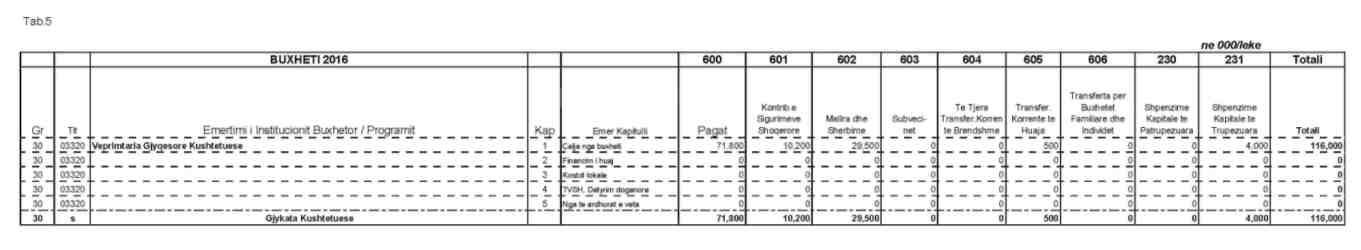 Tab.5
ne 000/leke
BUXHETI 2016 600 601 602 603 604 605 606 230 231 Totali
Gr Tit Emertimi i Institucionit Buxhetor / Programit Kap Emer Kapitulli Pagat Kontrib e Sigurimeve Shoqerore Mallra dhe Sherbime Subvecionet Te Tjera Transfer.Korren te Brendshme Transfer. Korrente te Huaja Transferta per Buxhetet Familiare dhe Individet Shpenzime Kapitale te Patrupezuara Shpenzime Kapitale te Trupezuara Totali
30 03320 Veprimtaria Gjyqesore Kushtetuese 1 Celje nga buxheti 71,800 10,200 29,500 0 0 500 0 0 4,000 116,000
30 03320 2 Financim i huaj 0 0 0 0 0 0 0 0 0 0
30 03320 3 Kostot lokale 0 0 0 0 0 0 0 0 0 0
30 03320 4 TVSH, Detyrim doganore 0 0 0 0 0 0 0 0 0 0
30 03320 5 Nga te ardhurat e veta 0 0 0 0 0 0 0 0 0 0
30 s Gjykata Kushtetuese 71,800 10,200 29,500 0 0 500 0 0 4,000 116,000